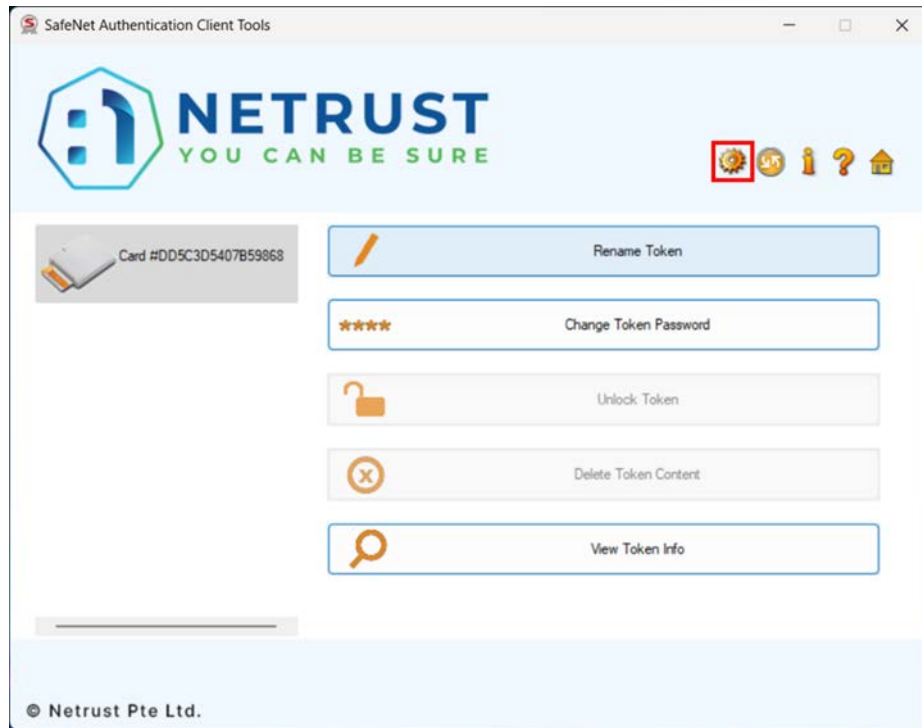 SafeNet Authentication Client Tools
NETRUST
YOU CAN BE SURE
Card #DD5C3D5407B59868
Rename Token
****
Change Token Password
Unlock Token
Delete Token Content
View Token Info
© Netrust Pte Ltd.